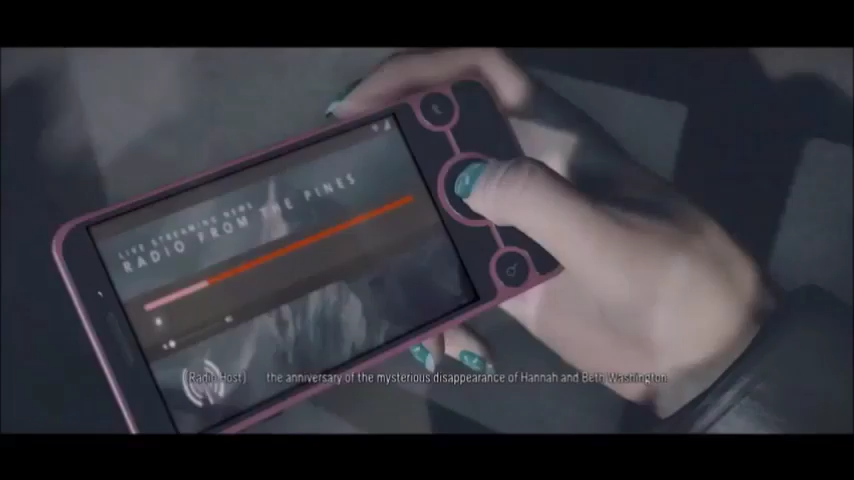 LIVE STREAMING NEWS
RADIO FROM THE PINES
(Radio Host) the anniversary of the mysterious disappearance of Hannah and Beth Washington